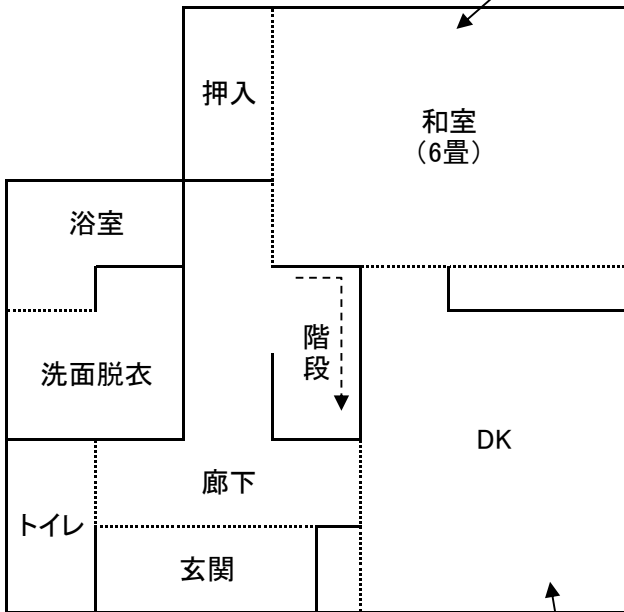 押入
和室
（6畳）
浴室
階
段
洗面脱衣
DK
廊下
トイレ
玄関